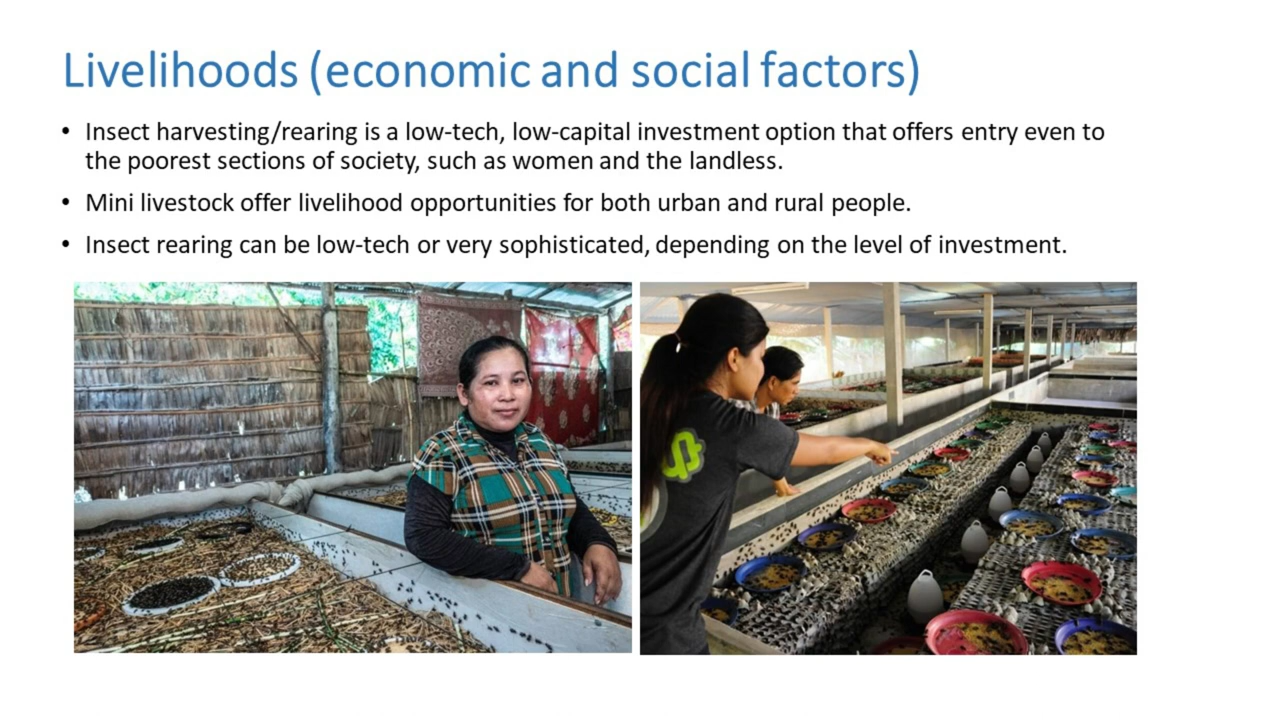 Livelihoods (economic and social factors)
• Insect harvesting/rearing is a low-tech, low-capital investment option that offers entry even to
the poorest sections of society, such as women and the landless.
• Mini livestock offer livelihood opportunities for both urban and rural people.
• Insect rearing can be low-tech or very sophisticated, depending on the level of investment.